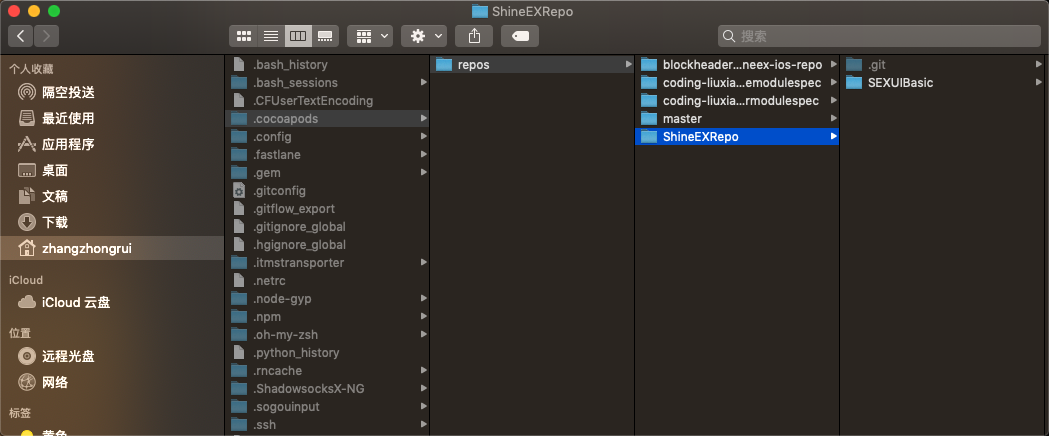 ShineEXRepo
搜索
个人收藏
隔空投送
最近使用
应用程序
桌面
文稿
下载
zhangzhongrui
iCloud
iCloud 云盘
位置
远程光盘
网络
标签
黄色
.bash_history
.bash_sessions
.CFUserTextEncoding
.cocoapods
.config
.fastlane
.gem
.gitconfig
.gitflow_export
.gitignore_global
.hgignore_global
.itmstransporter
.netrc
.node-gyp
.npm
.oh-my-zsh
.python_history
.rncache
.ShadowsocksX-NG
.sogouinput
.ssh
repos
blockheader...neex-ios-repo
coding-liuxia...emodulespec
coding-liuxia...rmodulespec
master
ShineEXRepo
.git
SEXUIBasic